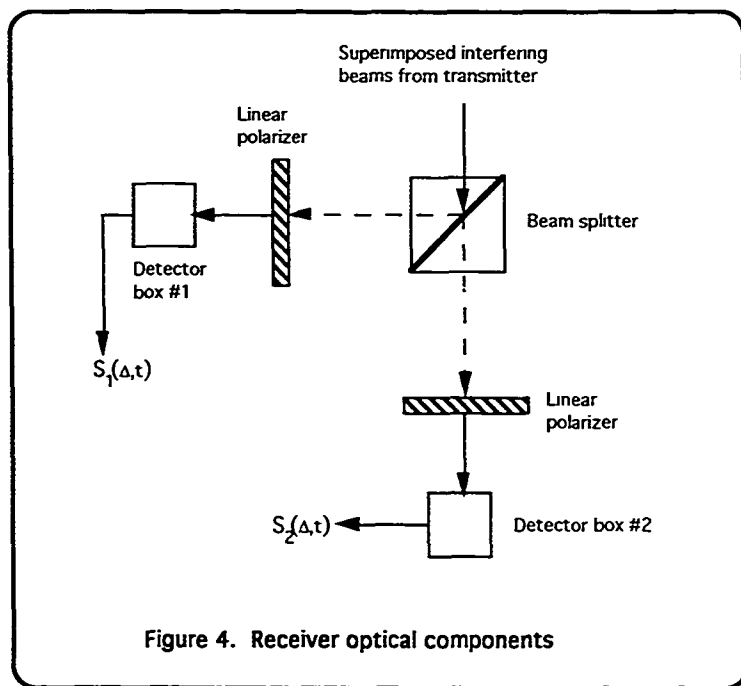 Superimposed interfering
beams from transmitter
Linear
polarizer
Beam splitter
Detector
box #1
S1(Δ,t)
Linear
polarizer
S2(Δ,t)
Detector box #2
Figure 4. Receiver optical components